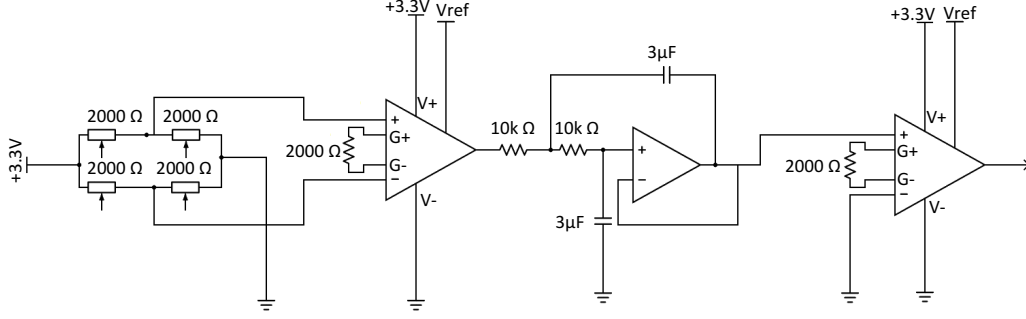 +3.3V
Vref
+3.3V
Vref
3µF
V+
V+
2000 Ω
2000 Ω
+
10k Ω
10k Ω
+
G+
+
G+
+3.3V
2000 Ω
2000 Ω
2000 Ω
2000 Ω
G-
−
G-
−
−
V-
3µF
V-